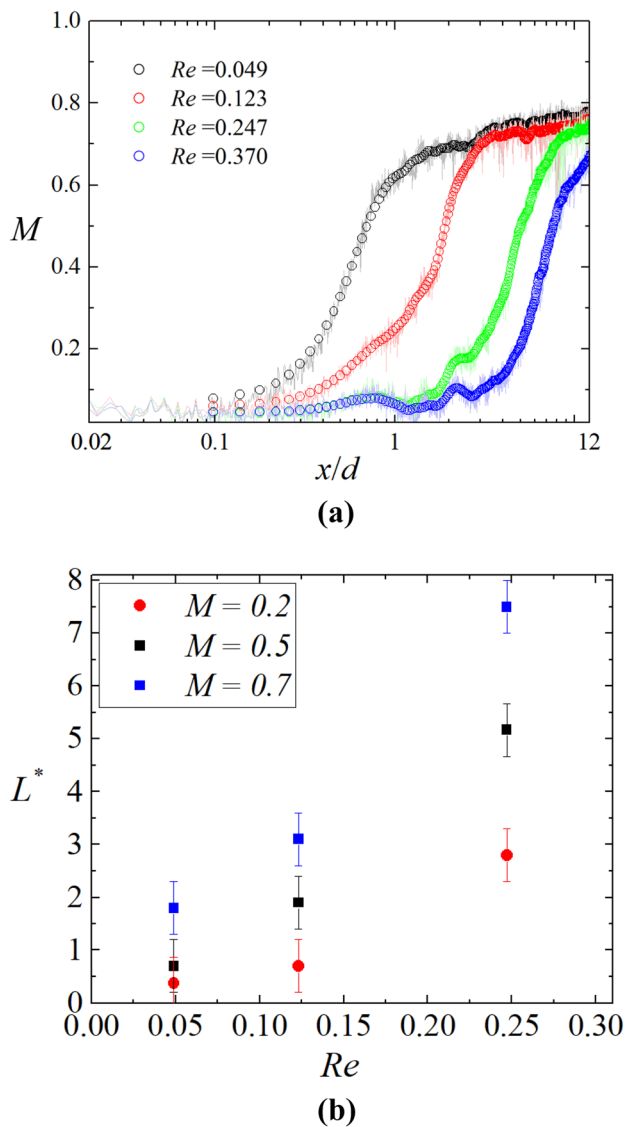 1.0
0.8
0.6
0.4
0.2
M
Re =0.049
Re =0.123
Re =0.247
Re =0.370
0.02
0.1
1
12
x/d
(a)
8
7
6
5
4
3
2
1
0
L*
M = 0.2
M = 0.5
M = 0.7
0.00 0.05 0.10 0.15 0.20 0.25 0.30
Re
(b)